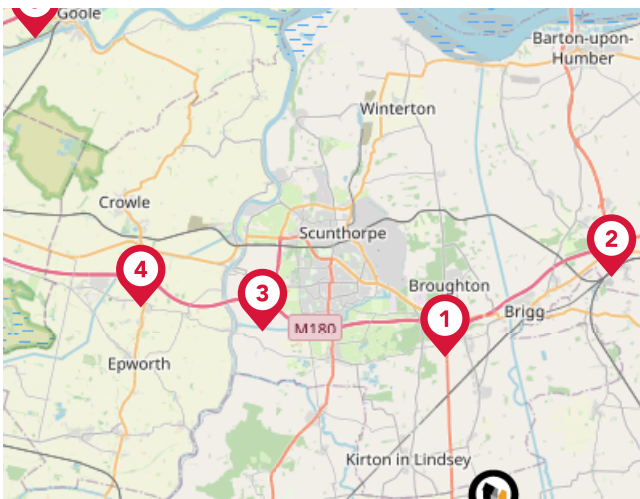 Goole
Barton-upon-
Humber
Winterton
Crowle
2
Scunthorpe
4
3
Broughton
1
Brigg
M180
Epworth
Kirton in Lindsey